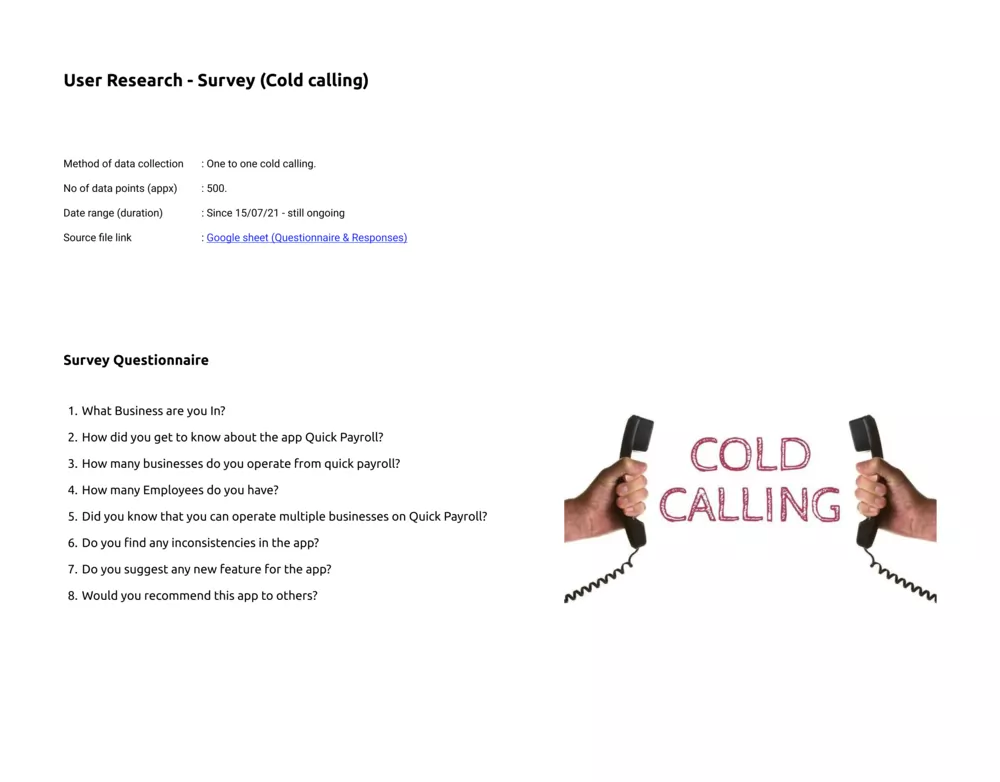 User Research - Survey (Cold calling)
Method of data collection : One to one cold calling.
No of data points (appx) : 500.
Date range (duration) : Since 15/07/21 - still ongoing
Source file link : Google sheet (Questionnaire & Responses)
Survey Questionnaire
1. What Business are you In?
2. How did you get to know about the app Quick Payroll?
3. How many businesses do you operate from quick payroll?
4. How many Employees do you have?
5. Did you know that you can operate multiple businesses on Quick Payroll?
6. Do you find any inconsistencies in the app?
7. Do you suggest any new feature for the app?
8. Would you recommend this app to others?
COLD
CALLING